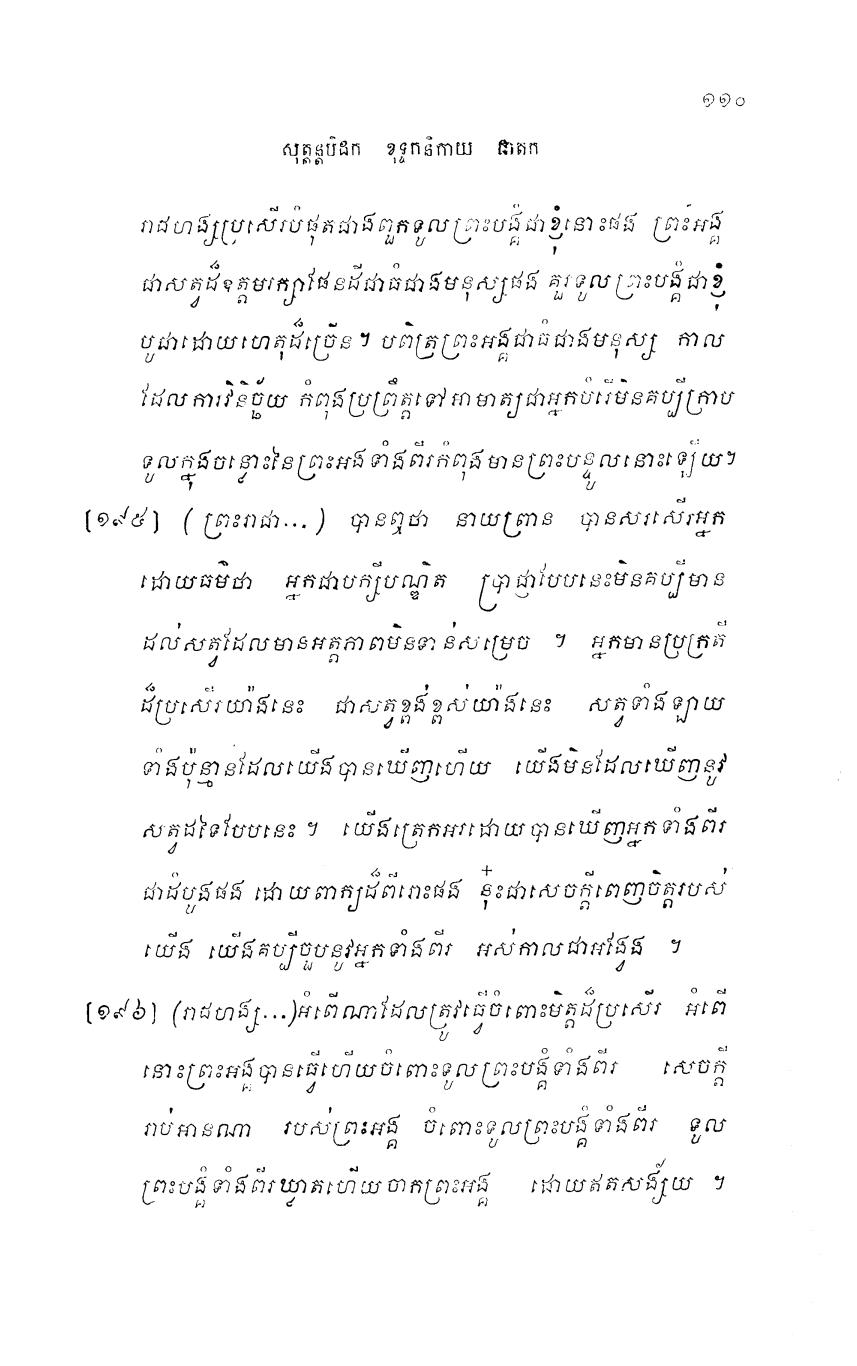 ១១០
សុត្តន្តបិដក ខុទ្ទកនិកាយ ជាតក
រាជហង្សប្រសើរបំផុតជាងពួកទូលព្រះបង្គំជាខ្ញុំនោះផង ព្រះអង្គ
ជាសត្វដ៏ឧត្តមរក្សាផែនដីជាធំជាងមនុស្សផង គួរទូលព្រះបង្គំជាខ្ញុំ
បូជាដោយហេតុដ៏ច្រើន។ បពិត្រព្រះអង្គជាធំជាងមនុស្ស កាល
ដែលការវិនិច្ឆ័យ កំពុងប្រព្រឹត្តទៅ អាមាត្យជាអ្នកបំរើមិនគប្បីក្រាប
ទូលក្នុងចន្លោះនៃព្រះអង្គទាំងពីរកំពុងមានព្រះបន្ទូលនោះឡើយ។
[១៩៥] (ព្រះរាជា...) បានឮថា នាយព្រាន បានសរសើរអ្នក
ដោយធម៌ថា អ្នកជាបក្សីបណ្ឌិត ប្រាជ្ញាបែបនេះមិនគប្បីមាន
ដល់សត្វដែលមានអត្តភាពមិនទាន់សម្រេច ។ អ្នកមានប្រក្រតី
ដ៏ប្រសើរយ៉ាងនេះ ជាសត្វខ្ពង់ខ្ពស់យ៉ាងនេះ សត្វទាំងឡាយ
ទាំងប៉ុន្មានដែលយើងបានឃើញហើយ យើងមិនដែលឃើញនូវ
សត្វដទៃបែបនេះ ។ យើងត្រេកអរដោយបានឃើញអ្នកទាំងពីរ
ជាដំបូងផង ដោយពាក្យដ៏ពីរោះផង នុ៎ះជាសេចក្តីពេញចិត្តរបស់
យើង យើងគប្បីចួបនូវអ្នកទាំងពីរ អស់កាលជាអង្វែង ។
[១៩៦] (រាជហង្ស...) អំពើណាដែលត្រូវធ្វើចំពោះមិត្តដ៏ប្រសើរ អំពើ
នោះព្រះអង្គបានធ្វើហើយចំពោះទូលព្រះបង្គំទាំងពីរ សេចក្តី
រាប់អានណា របស់ព្រះអង្គ ចំពោះទូលព្រះបង្គំទាំងពីរ ទូល
ព្រះបង្គំទាំងពីរឃ្វាតហើយចាកព្រះអង្គ ដោយឥតសង្ស័យ ។